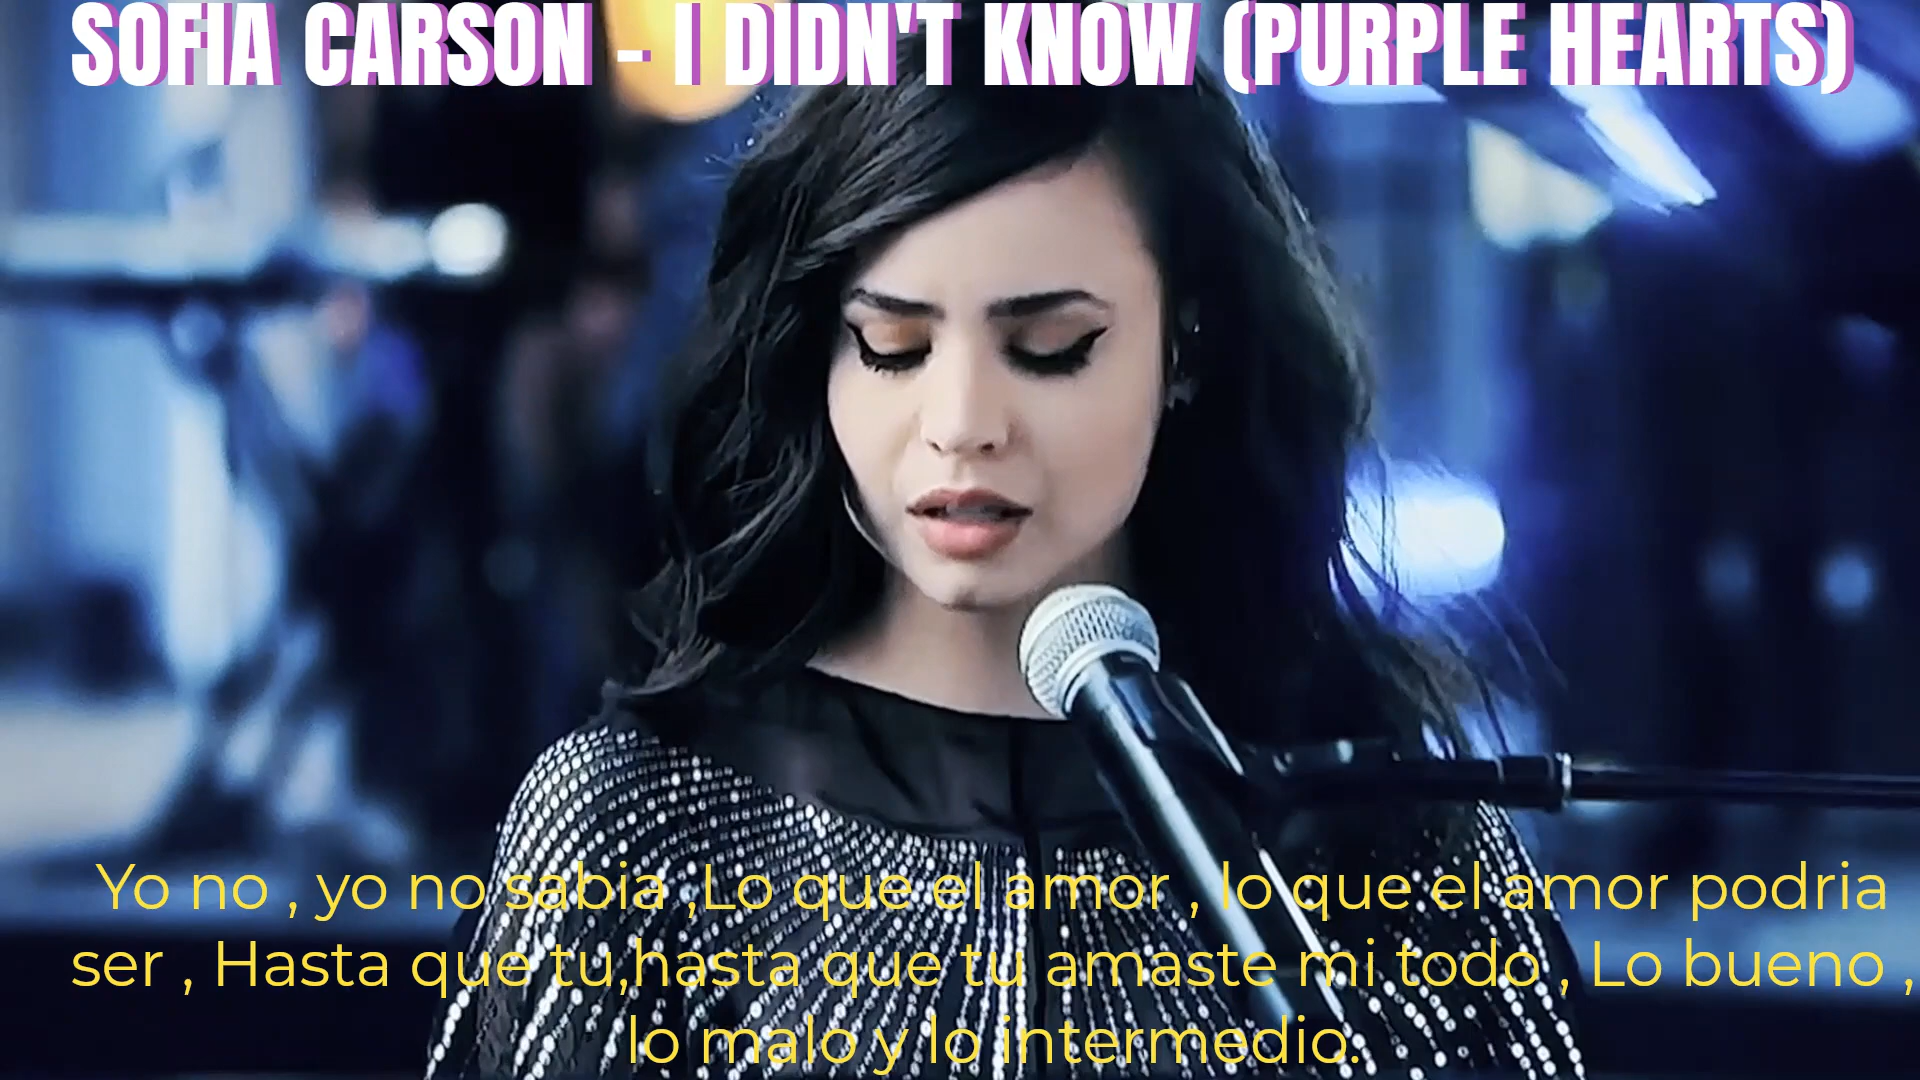 SOFIA CARSON - I DIDN'T KNOW (PURPLE HEARTS)
Yo no , yo no sabia ,Lo que el amor , lo que el amor podria
ser , Hasta que tu,hasta que tu amaste mi todo , Lo bueno ,
lo malo y lo intermedio.